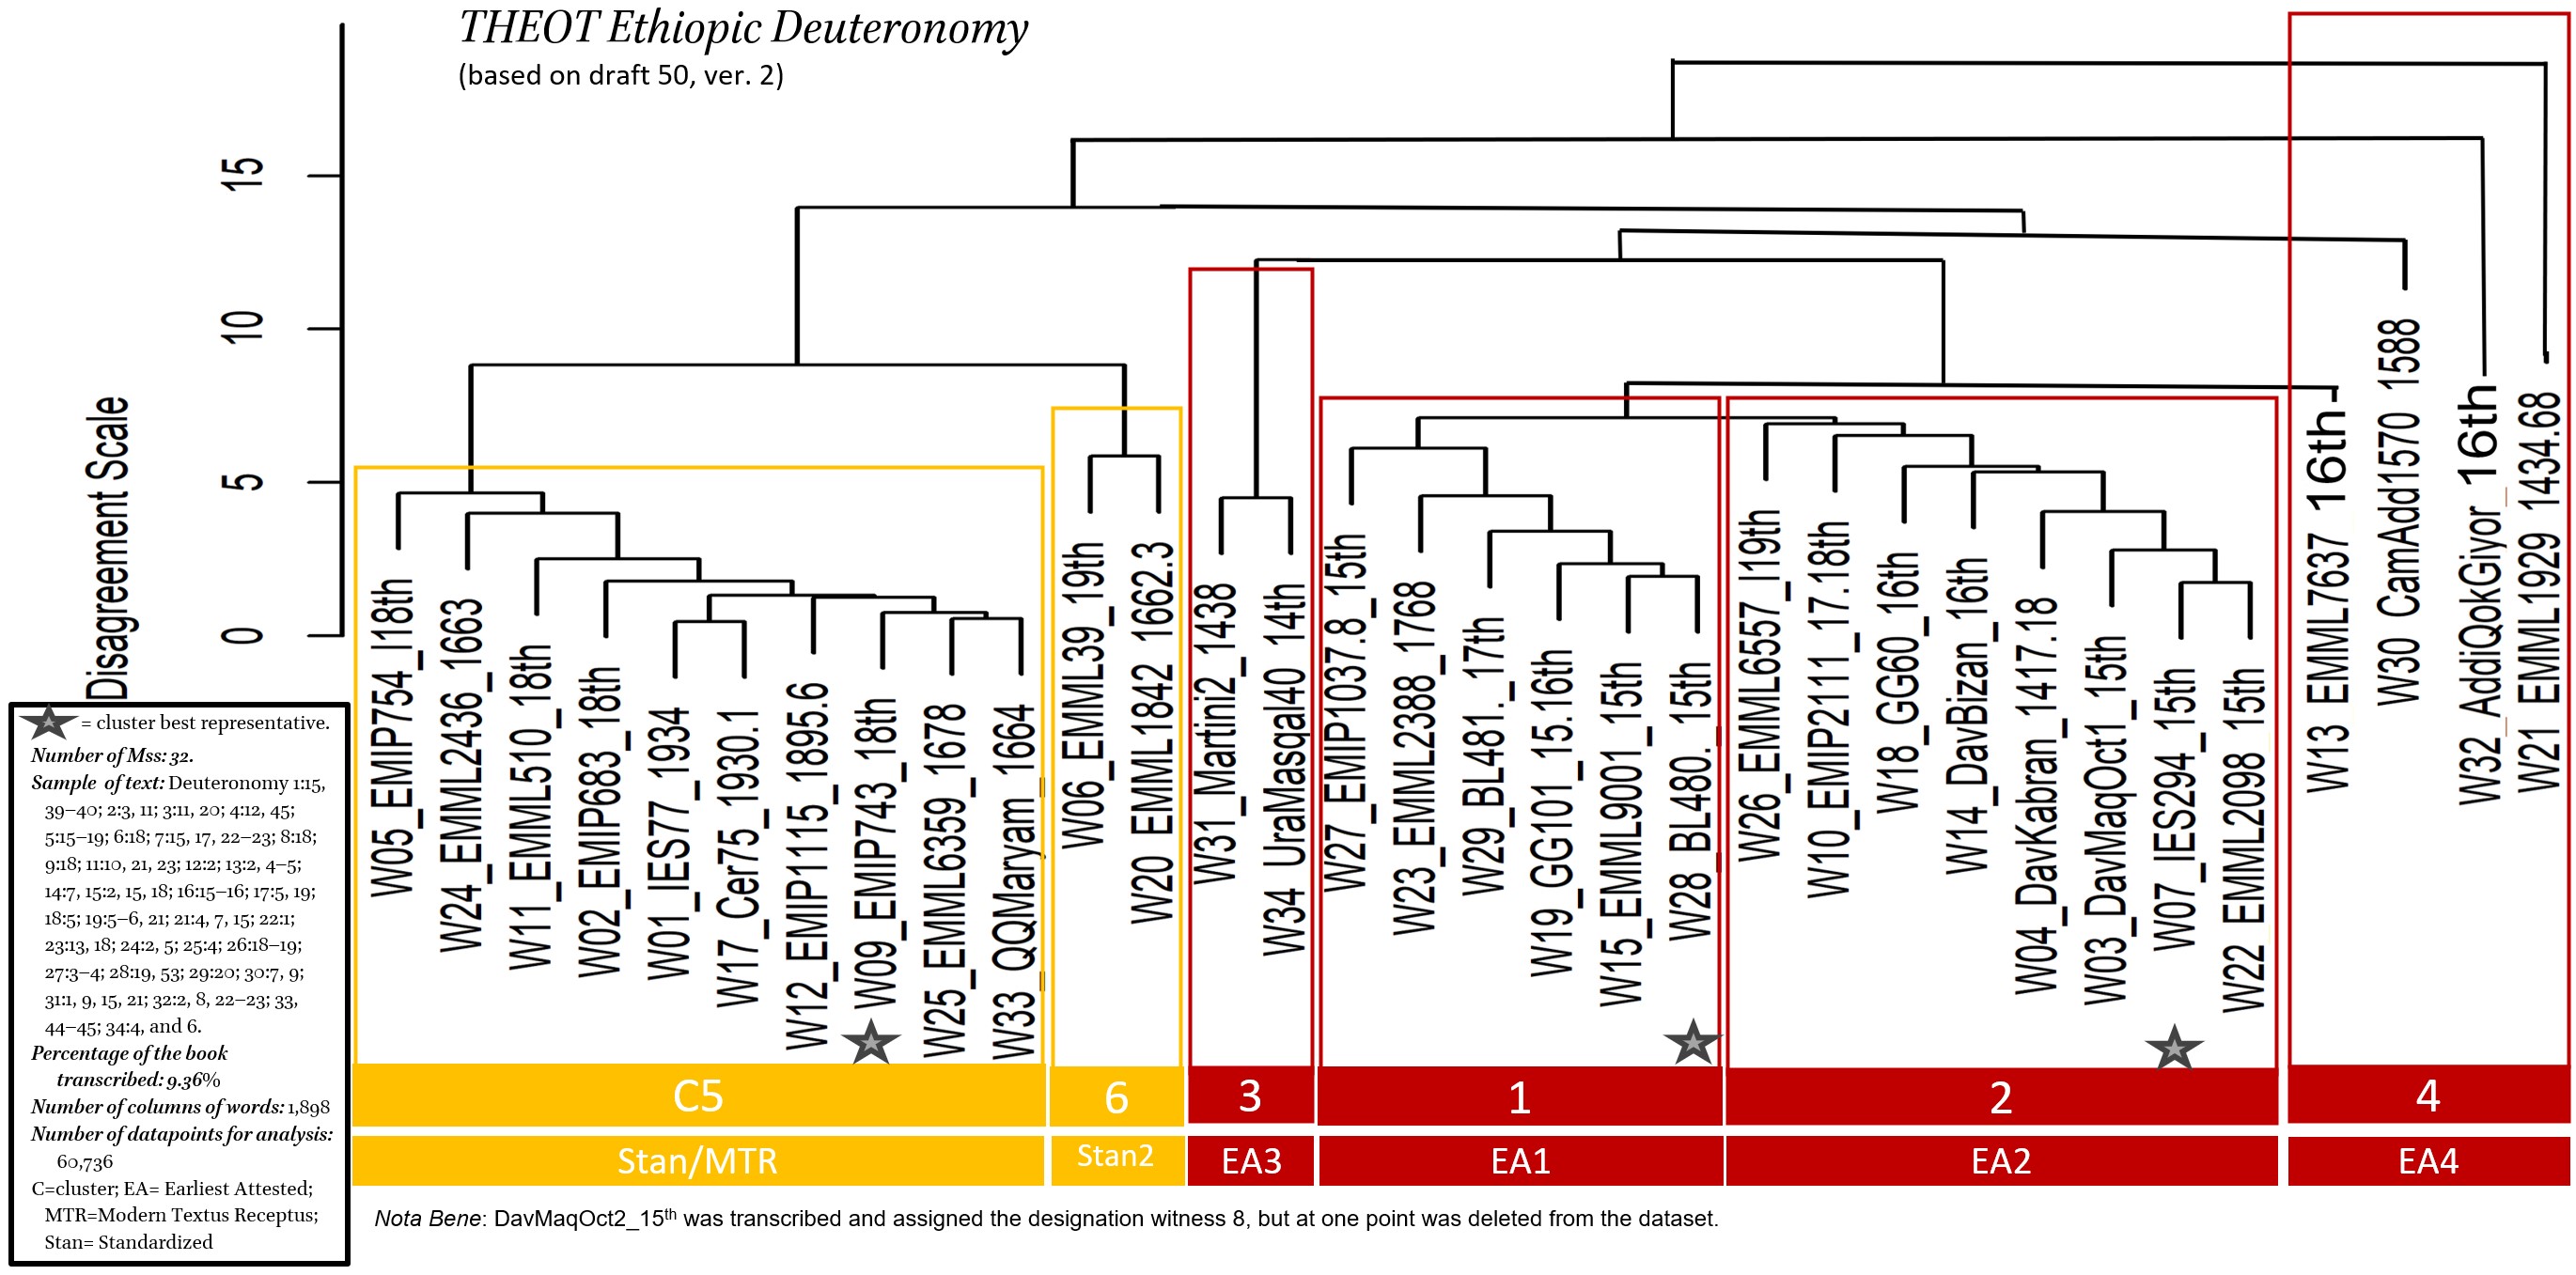 THEOT Ethiopic Deuteronomy
(based on draft 50, ver. 2)
Disagreement Scale
15
10
5
0
W05_EMIP754_l18th
W24_EMML2436_1663
W11_EMML510_18th
W02_EMIP683_18th
W01_IES77_1934
W17_Cer75_1930.1
W12_EMIP1115_1895.6
W09_EMIP743_18th
W25_EMML6359_1678
W33_QQMaryam_1664
W06_EMML39_19th
W20_EMML1842_1662.3
W31_Martini2_1438
W34_UraMasqal40_14th
W27_EMIP1037.8_15th
W23_EMML2388_1768
W29_BL481._17th
W19_GG101_15.16th
W15_EMML9001_15th
W28_BL480._15th
W26_EMML6557_l19th
W10_EMIP2111_17.18th
W18_GG60_16th
W14_DavBizan_16th
W04_DavKabran_1417.18
W03_DavMaqOct1_15th
W07_IES294_15th
W22_EMML2098_15th
W13_EMML7637_16th
W30_CamAdd1570_1588
W32_AddiQokGiyor_16th
W21_EMML1929_1434.68
C5
6
3
1
2
4
Stan/MTR
Stan2
EA3
EA1
EA2
EA4
= cluster best representative.
Number of Mss: 32.
Sample of text: Deuteronomy 1:15,
39–40; 2:3, 11; 3:11, 20; 4:12, 45;
5:15–19; 6:18; 7:15, 17, 22–23; 8:18;
9:18; 11:10, 21, 23; 12:2; 13:2, 4–5;
14:7, 15:2, 15, 18; 16:15–16; 17:5, 19;
18:5; 19:5–6, 21; 21:4, 7, 15; 22:1;
23:13, 18; 24:2, 5; 25:4; 26:18–19;
27:3–4; 28:19, 53; 29:20; 30:7, 9;
31:1, 9, 15, 21; 32:2, 8, 22–23; 33,
44–45; 34:4, and 6.
Percentage of the book
transcribed: 9.36%
Number of columns of words: 1,898
Number of datapoints for analysis:
60,736
C=cluster; EA= Earliest Attested;
MTR=Modern Textus Receptus;
Stan= Standardized
Nota Bene: DavMaqOct2_15th was transcribed and assigned the designation witness 8, but at one point was deleted from the dataset.